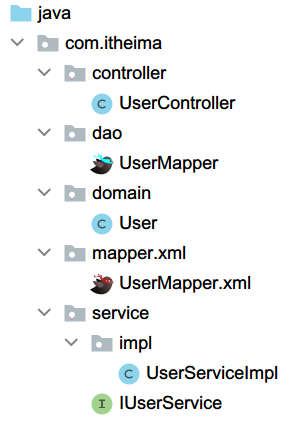 java
com.itheima
controller
C UserController
dao
UserMapper
domain
C User
mapper.xml
UserMapper.xml
service
impl
C UserServiceImpl
I IUserService